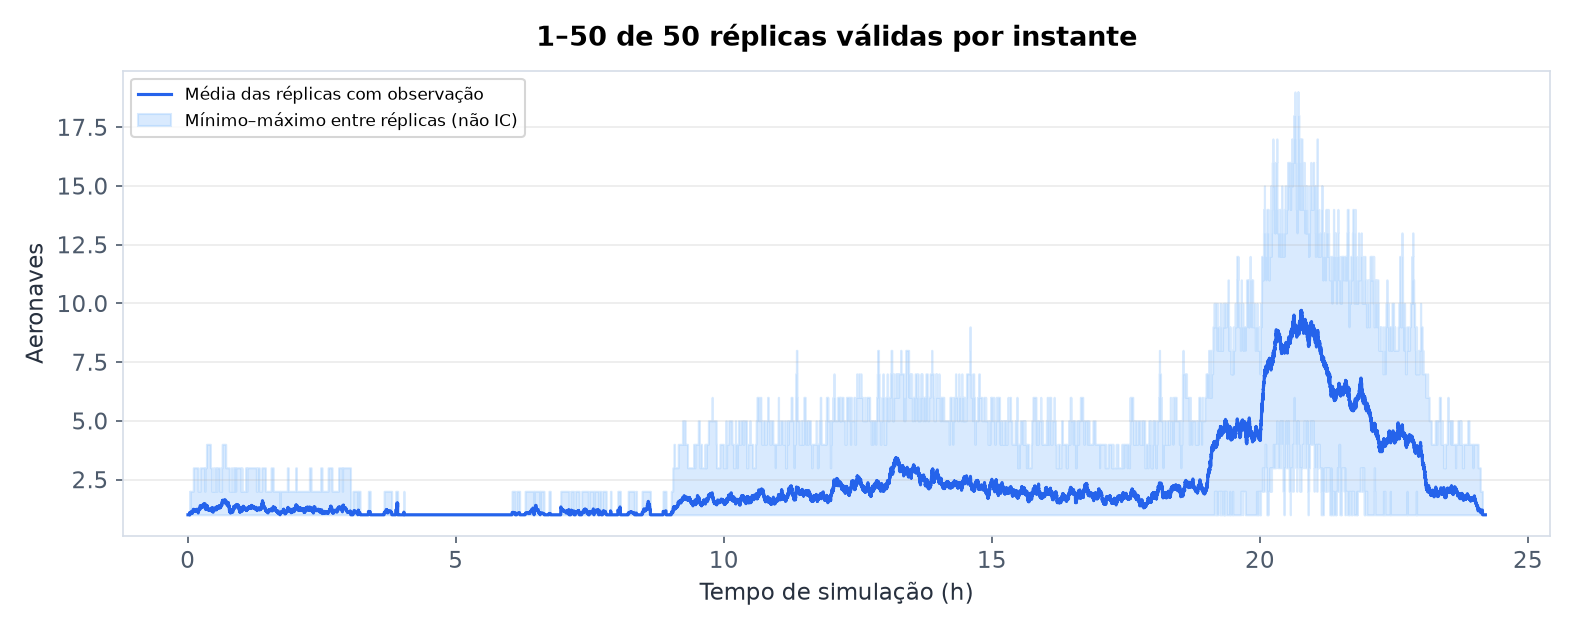 1–50 de 50 réplicas válidas por instante
Média das réplicas com observação
Mínimo–máximo entre réplicas (não IC)
Aeronaves
17.5
15.0
12.5
10.0
7.5
5.0
2.5
0 5 10 15 20 25
Tempo de simulação (h)